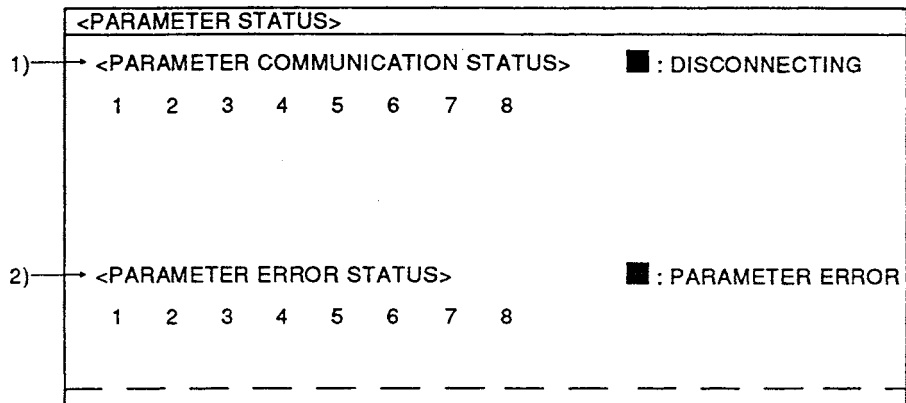 <PARAMETER STATUS>
1) <PARAMETER COMMUNICATION STATUS> ■ : DISCONNECTING
1 2 3 4 5 6 7 8
2) <PARAMETER ERROR STATUS> ■ : PARAMETER ERROR
1 2 3 4 5 6 7 8